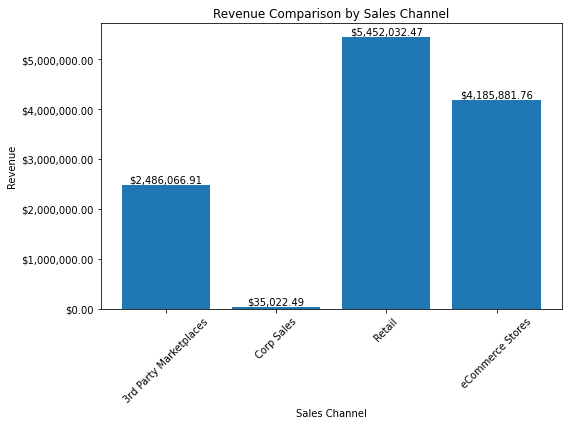 Revenue Comparison by Sales Channel
$5,452,032.47
$4,185,881.76
$2,486,066.91
$35,022.49
$5,000,000.00
$4,000,000.00
$3,000,000.00
$2,000,000.00
$1,000,000.00
$0.00
Revenue
3rd Party Marketplaces
Corp Sales
Retail
eCommerce Stores
Sales Channel